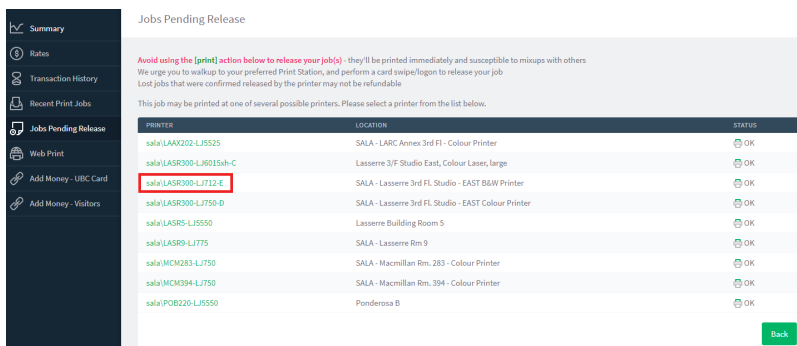 Summary
Rates
Transaction History
Recent Print Jobs
Jobs Pending Release
Web Print
Add Money - UBC Card
Add Money - Visitors
Jobs Pending Release
Avoid using the [print] action below to release your job(s) - they'll be printed immediately and susceptible to mixups with others
We urge you to walkup to your preferred Print Station, and perform a card swipe/logon to release your job
Lost jobs that were confirmed released by the printer may not be refundable
This job may be printed at one of several possible printers. Please select a printer from the list below.
PRINTER LOCATION STATUS
sala\LAAX202-LJ5525 SALA - LARC Annex 3rd Fl - Colour Printer OK
sala\LASR300-LJ6015xh-C Lasserre 3/F Studio East, Colour Laser, large OK
sala\LASR300-LJ712-E SALA - Lasserre 3rd Fl. Studio - EAST B&W Printer OK
sala\LASR300-LJ750-D SALA - Lasserre 3rd Fl. Studio - EAST Colour Printer OK
sala\LASR5-LJ5550 Lasserre Building Room 5 OK
sala\LASR9-LJ775 SALA - Lasserre Rm 9 OK
sala\MCM283-LJ750 SALA - Macmillan Rm. 283 - Colour Printer OK
sala\MCM394-LJ750 SALA - Macmillan Rm. 394 - Colour Printer OK
sala\POB220-LJ5550 Ponderosa B OK
Back